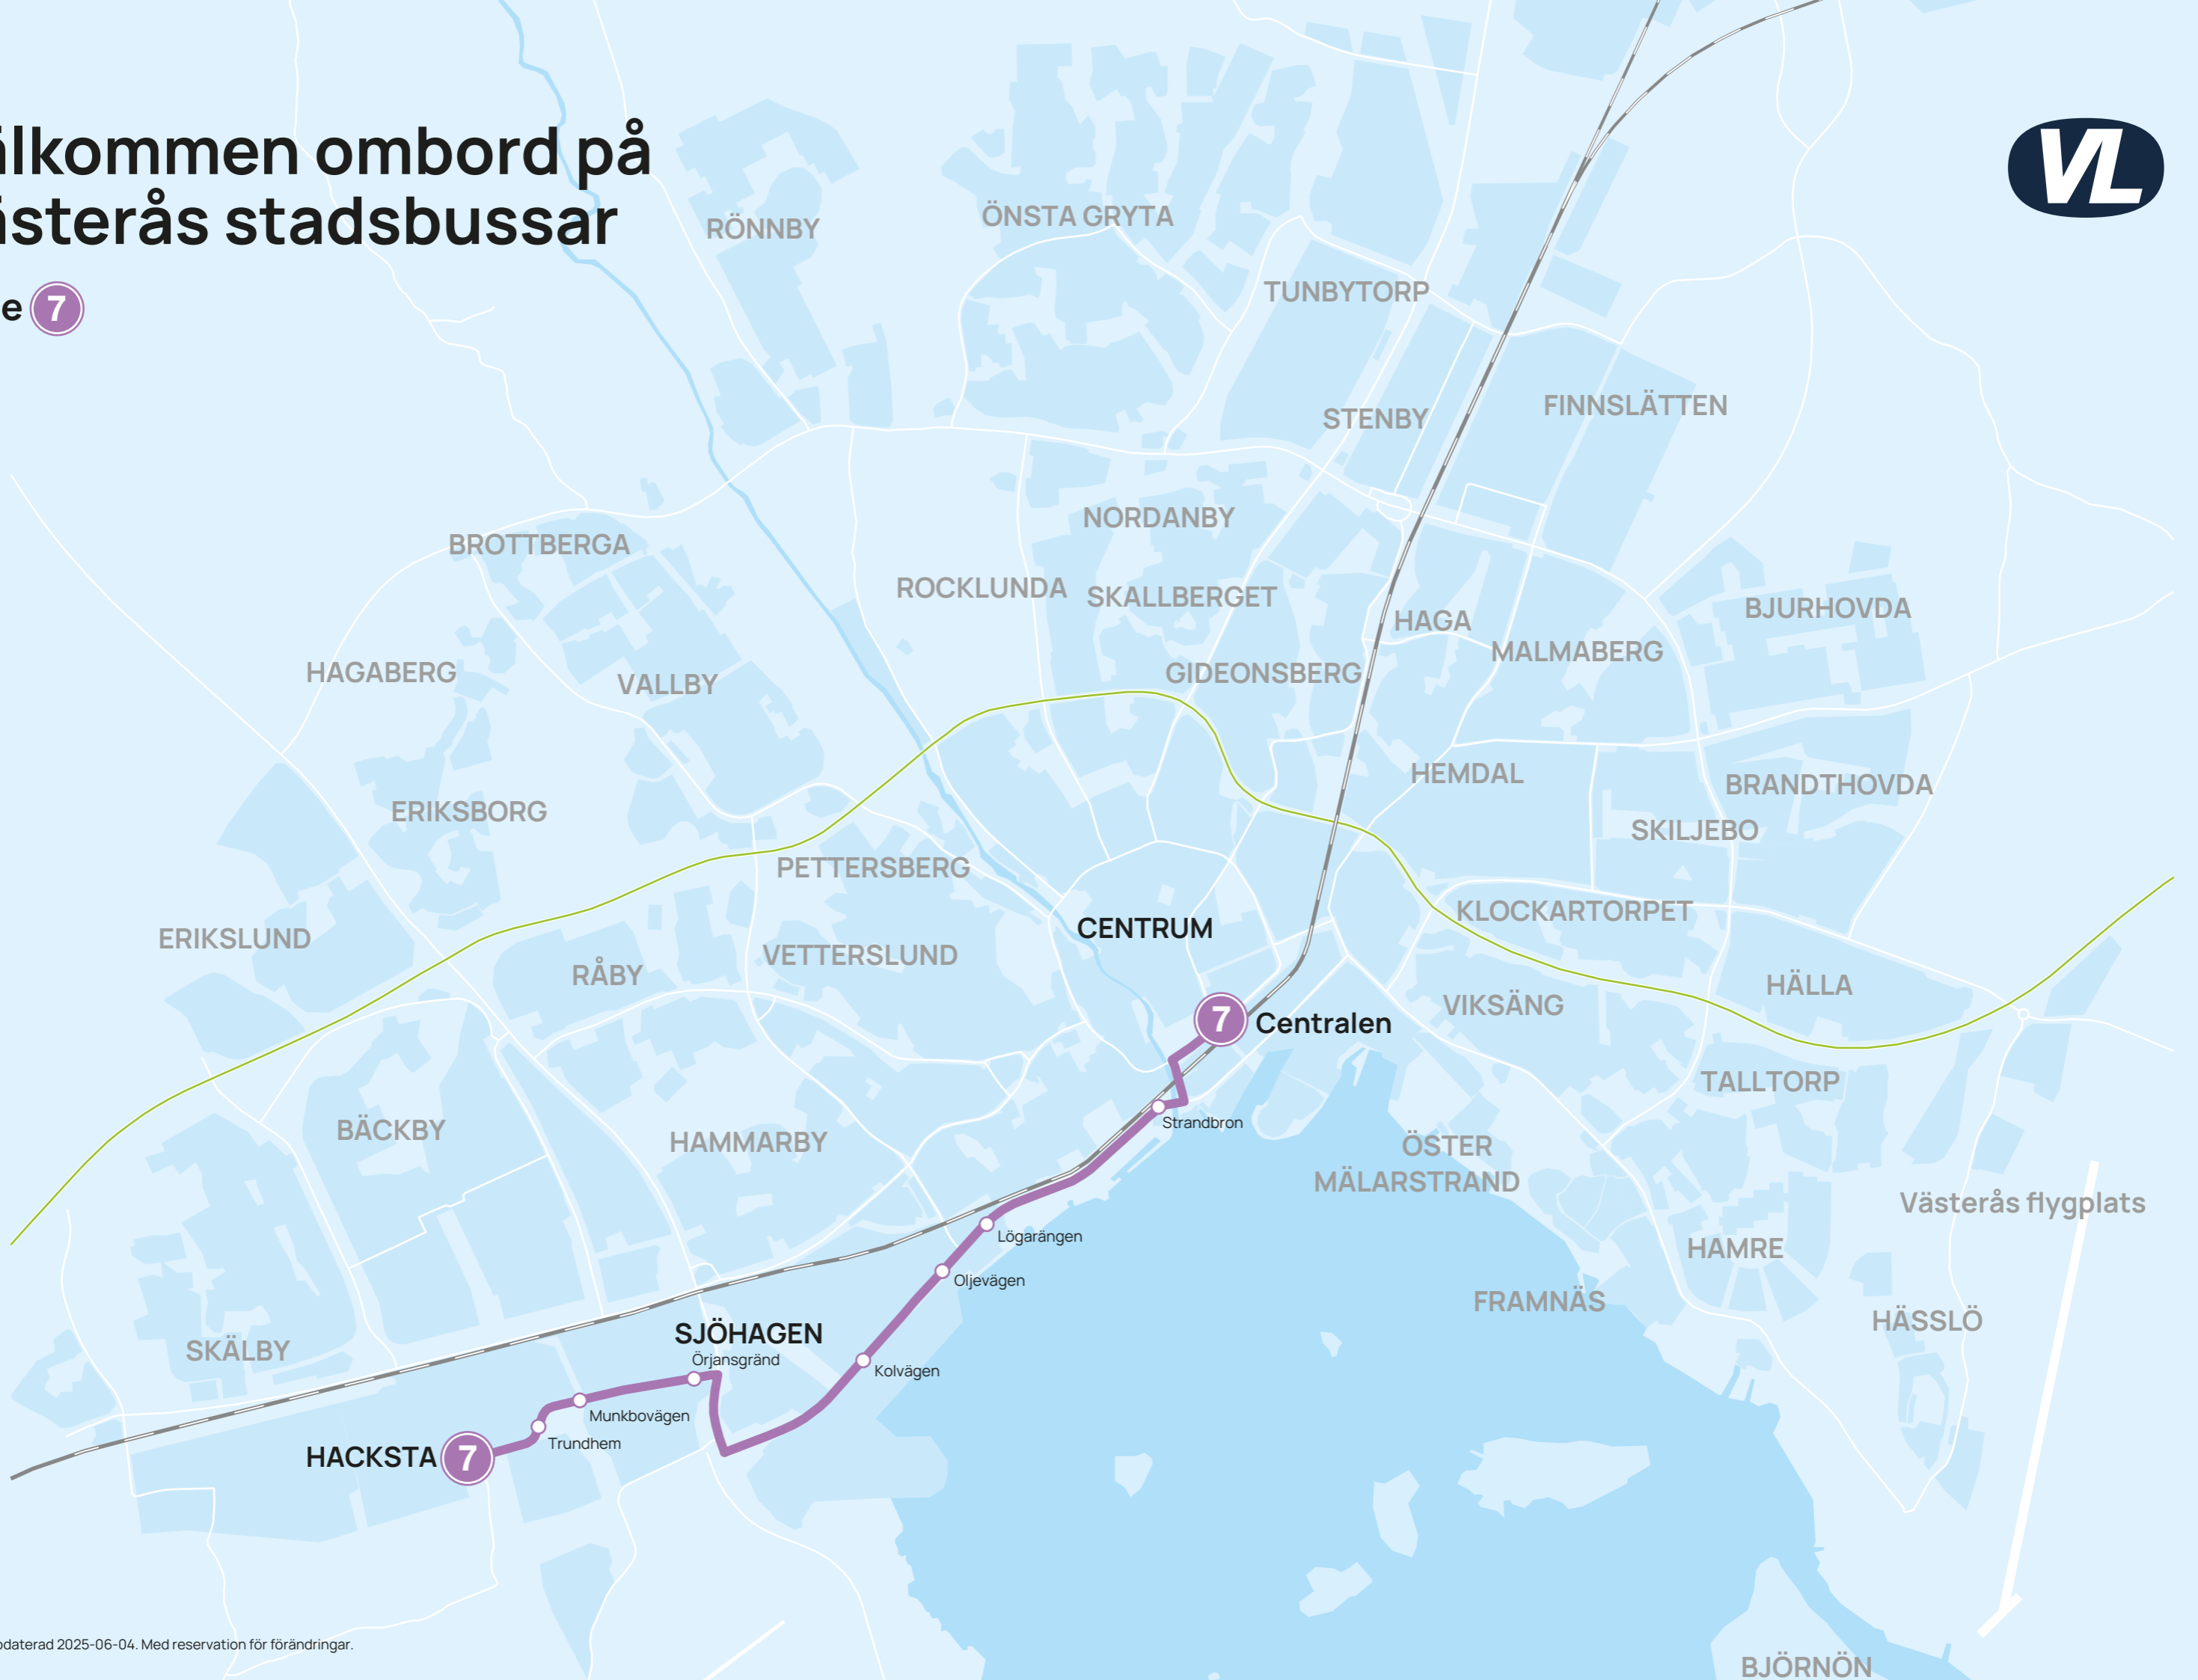 älkommen ombord på
ästerås stadsbussar
e 7
VL
RÖNNBY
ÖNSTA GRYTA
TUNBYTORP
STENBY
FINNSLÄTTEN
NORDANBY
BROTTBERGA
ROCKLUNDA
SKALLBERGET
HAGA
BJURHOVDA
MALMABERG
HAGABERG
VALLBY
GIDEONSBERG
HEMDAL
BRANDTHOVDA
ERIKSBORG
SKILJEBO
PETTERSBERG
KLOCKARTORPET
CENTRUM
ERIKSLUND
VETTERSLUND
RÅBY
HÄLLA
VIKSÄNG
7 Centralen
TALLTORP
Strandbron
BÄCKBY
HAMMARBY
ÖSTER
MÄLARSTRAND
Västerås flygplats
Lögarängen
HAMRE
Oljevägen
FRAMNÄS
HÄSSLÖ
SJÖHAGEN
SKÄLBY
Örjansgränd
Kolvägen
Munkbovägen
Trundhem
HACKSTA 7
pdaterad 2025-06-04. Med reservation för förändringar.
BJÖRNÖN